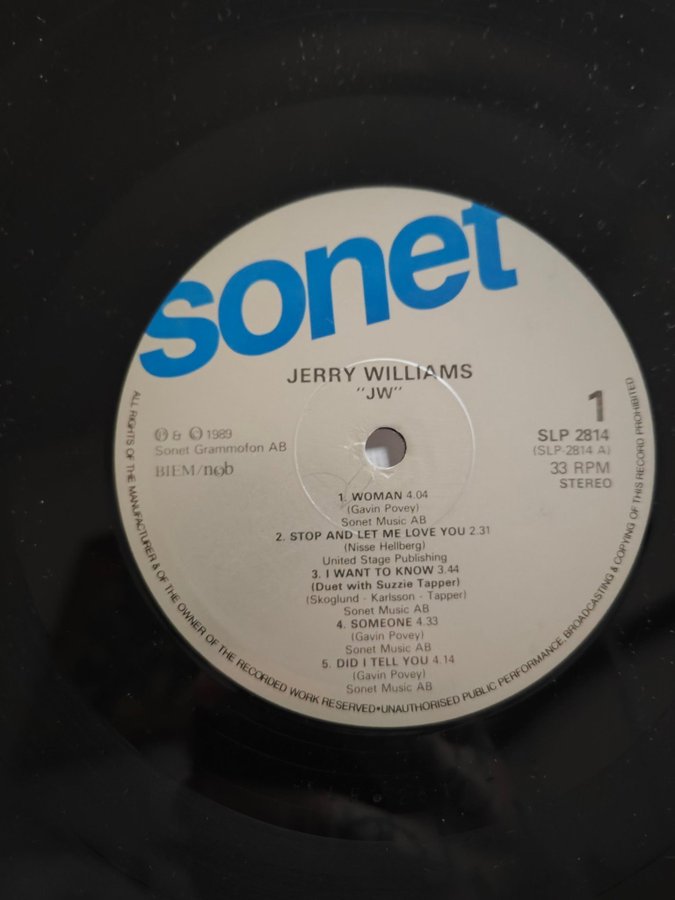 sonet
JERRY WILLIAMS
"JW"
1
℗ & © 1989
Sonet Grammofon AB
BIEM/ncb
SLP 2814
(SLP-2814 A)
33 RPM
STEREO
1. WOMAN 4.04
(Gavin Povey)
Sonet Music AB
2. STOP AND LET ME LOVE YOU 2.31
(Nisse Hellberg)
United Stage Publishing
3. I WANT TO KNOW 3.44
(Duet with Suzzie Tapper)
(Skoglund - Karlsson - Tapper)
Sonet Music AB
4. SOMEONE 4.33
(Gavin Povey)
Sonet Music AB
5. DID I TELL YOU 4.14
(Gavin Povey)
Sonet Music AB
ALL RIGHTS OF THE MANUFACTURER & OF THE OWNER OF THE RECORDED WORK RESERVED•UNAUTHORISED PUBLIC PERFORMANCE, BROADCASTING & COPYING OF THIS RECORD PROHIBITED